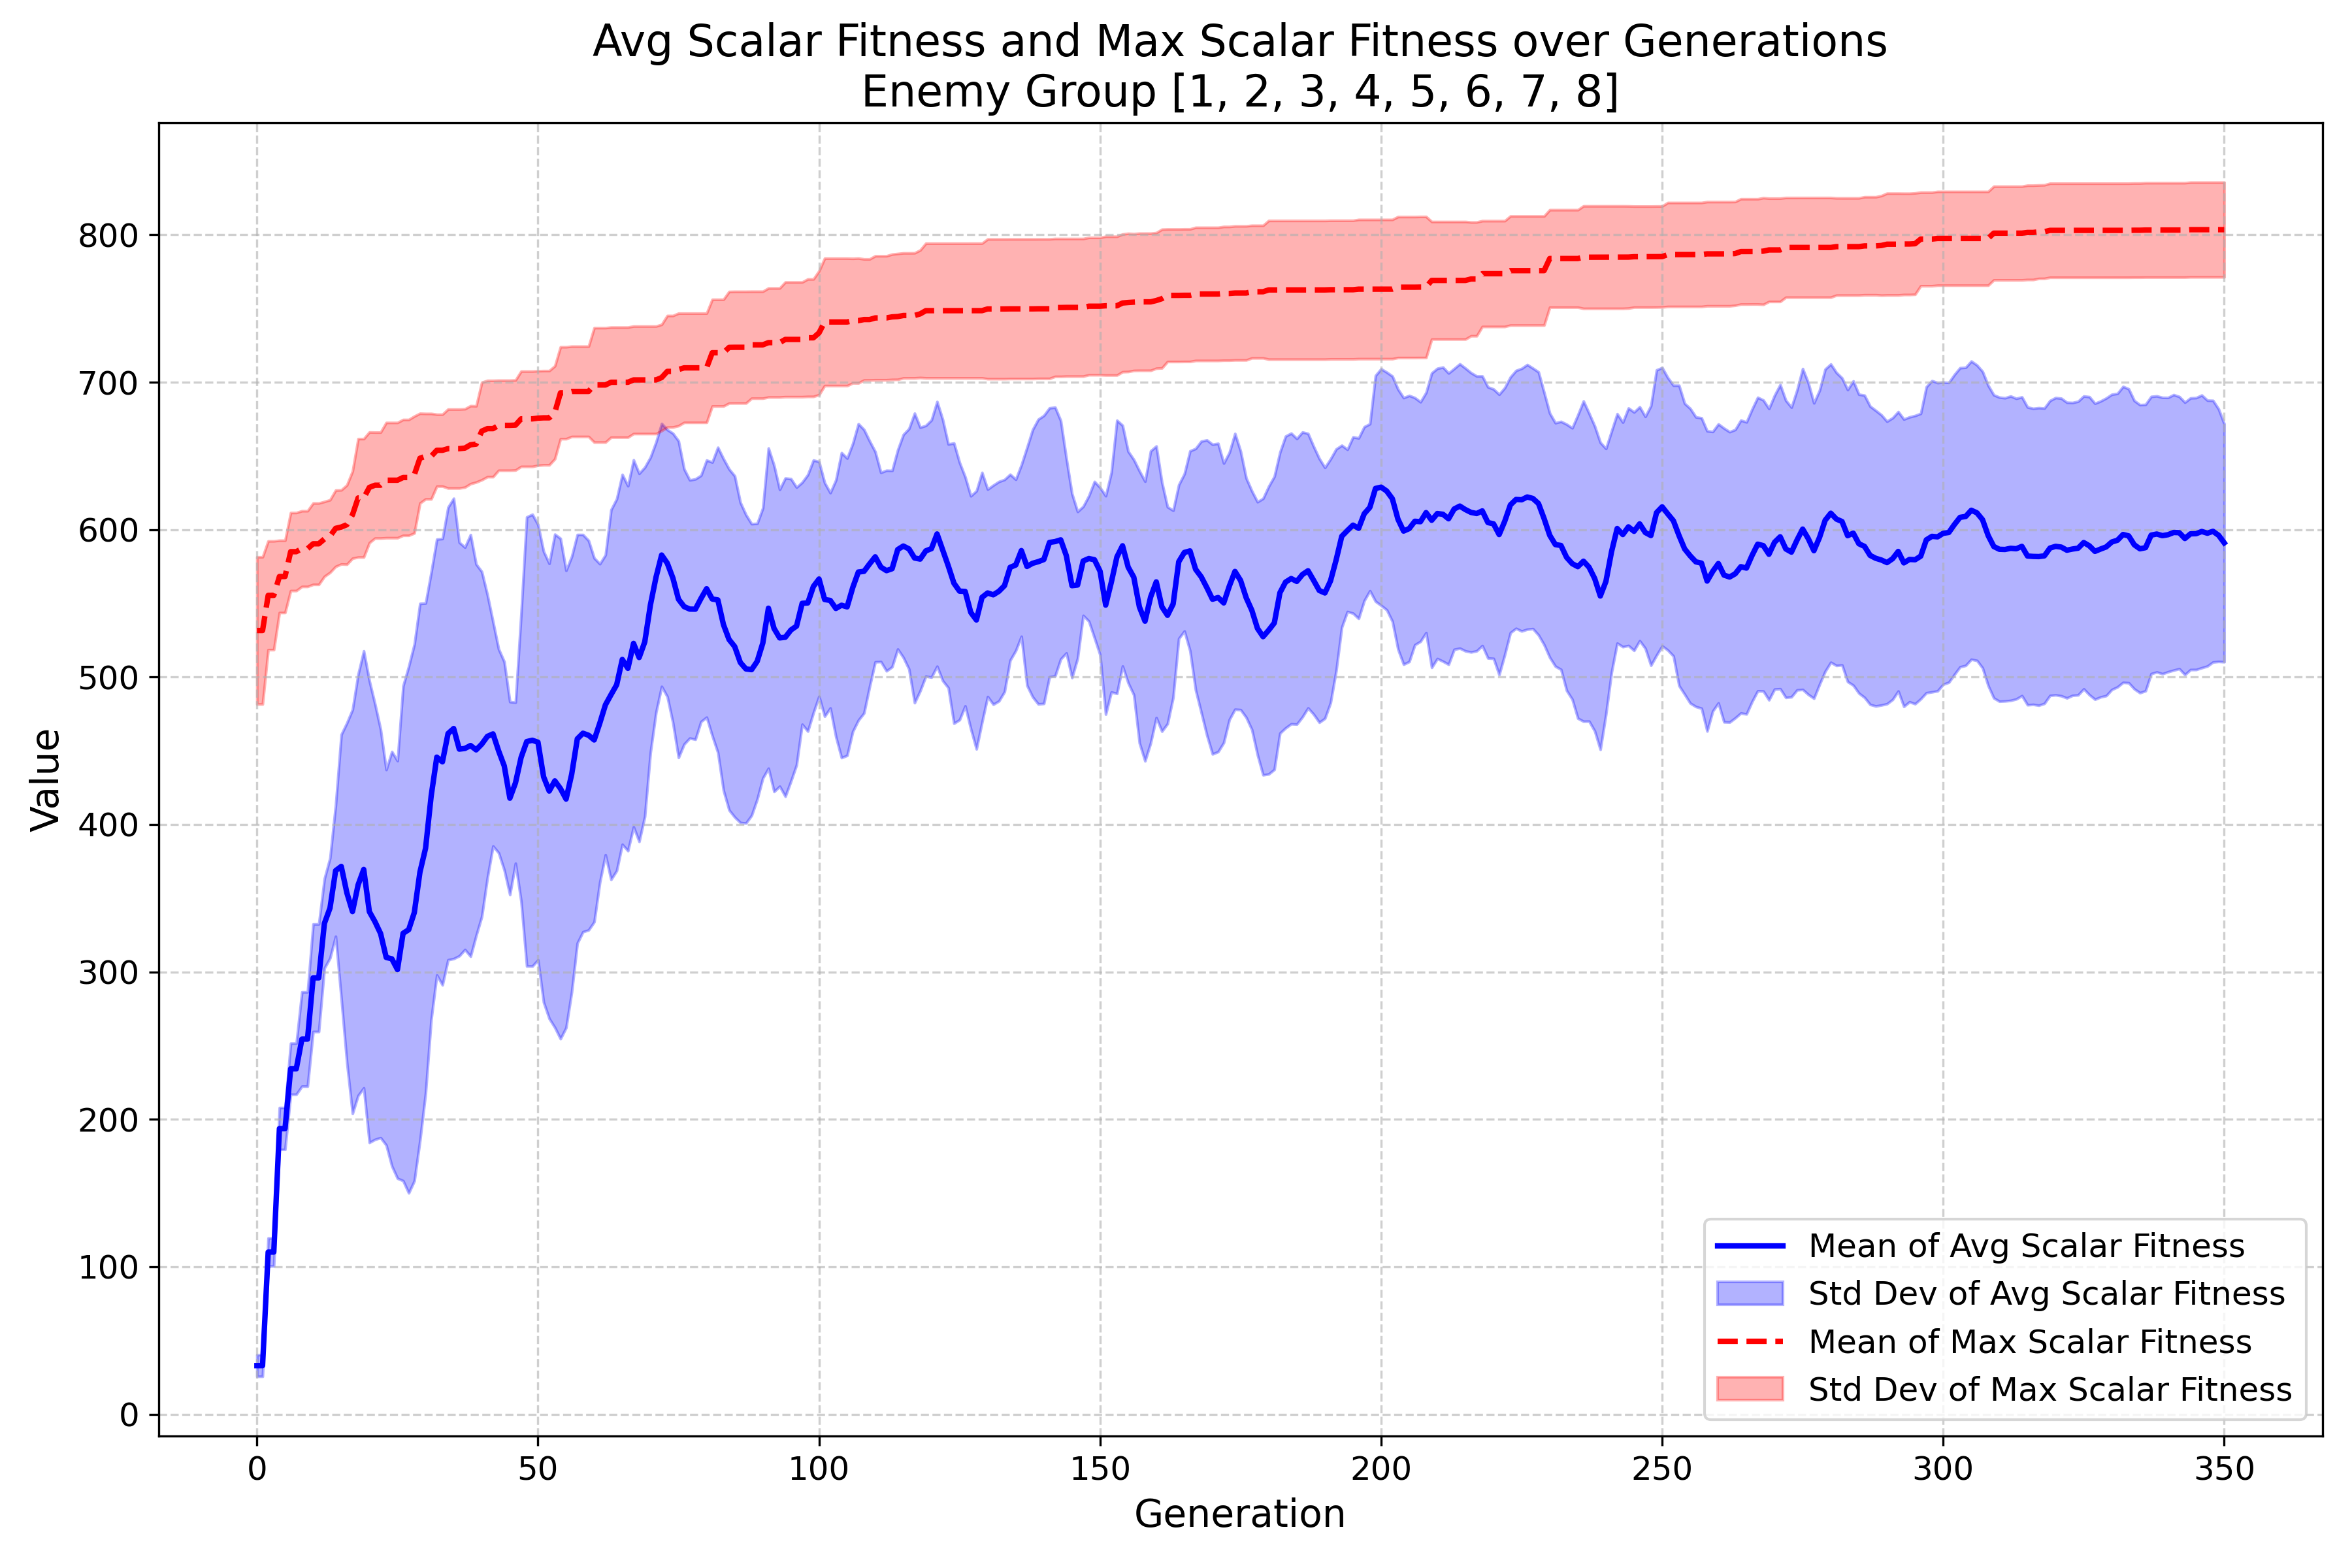 Avg Scalar Fitness and Max Scalar Fitness over Generations
Enemy Group [1, 2, 3, 4, 5, 6, 7, 8]
Value
800
700
600
500
400
300
200
100
0
Mean of Avg Scalar Fitness
Std Dev of Avg Scalar Fitness
Mean of Max Scalar Fitness
Std Dev of Max Scalar Fitness
0 50 100 150 200 250 300 350
Generation